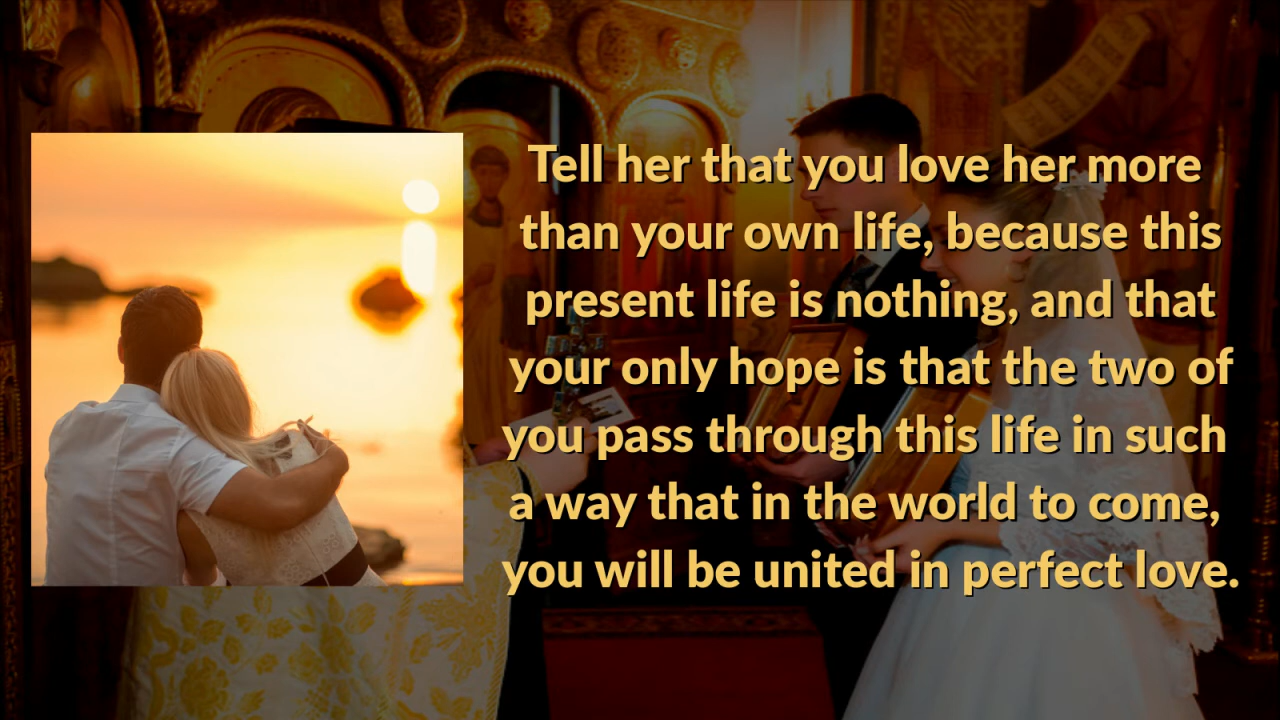 Tell her that you love her more
than your own life, because this
present life is nothing, and that
your only hope is that the two of
you pass through this life in such
a way that in the world to come,
you will be united in perfect love.